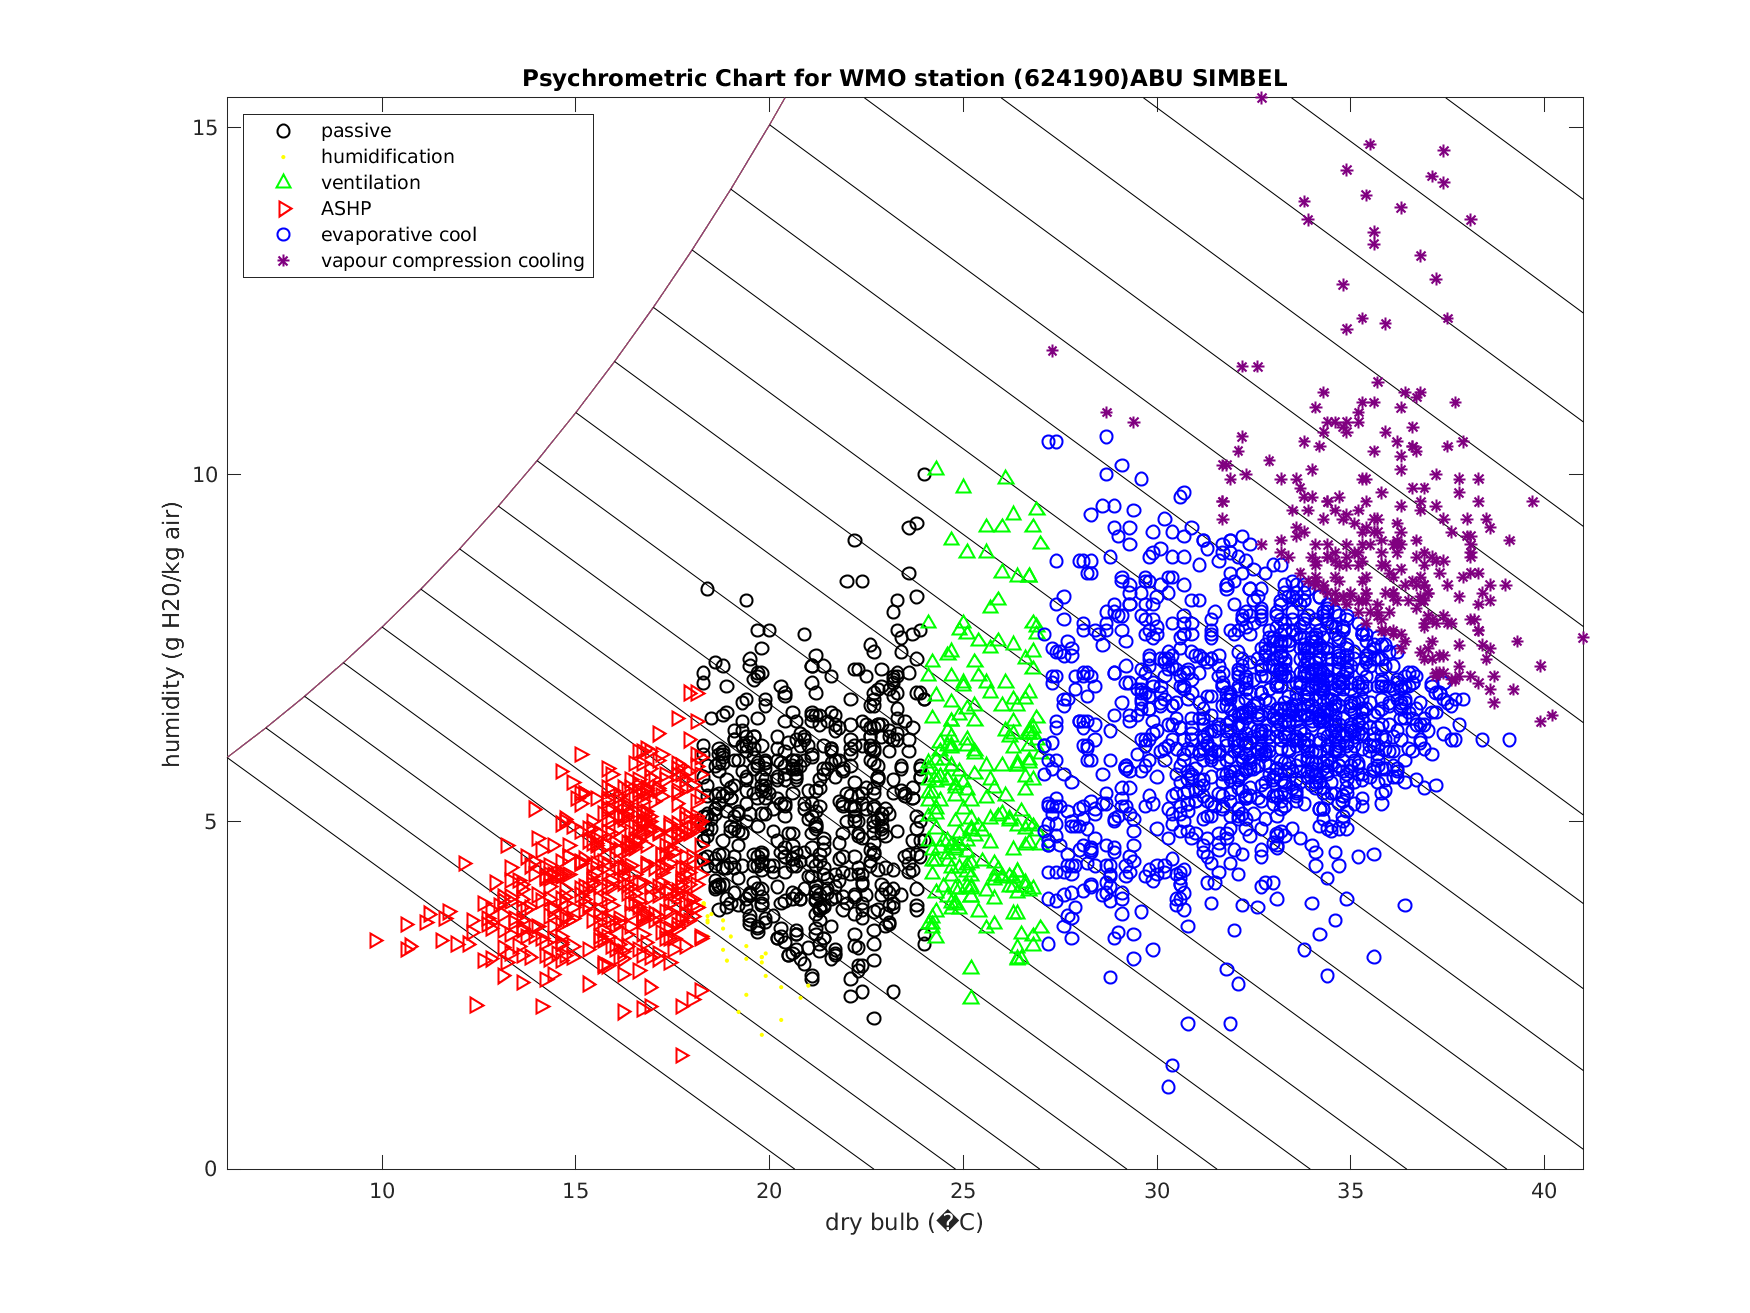 Psychrometric Chart for WMO station (624190)ABU SIMBEL
passive
humidification
ventilation
ASHP
evaporative cool
vapour compression cooling
15
10
5
0
humidity (g H20/kg air)
10 15 20 25 30 35 40
dry bulb (�C)